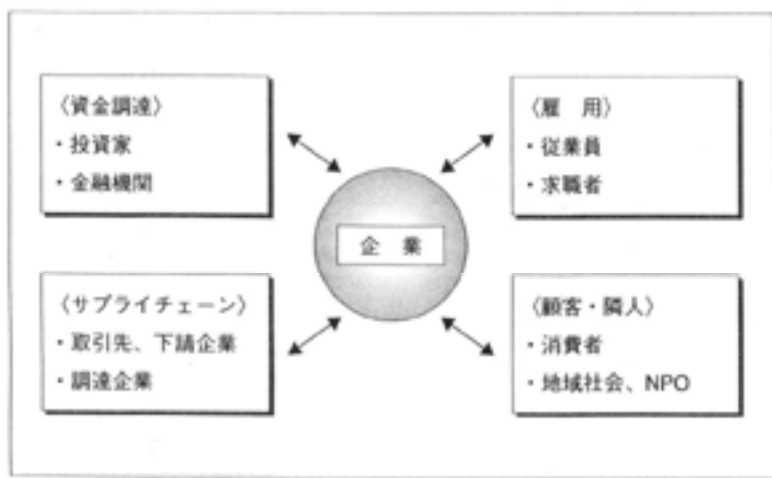 〈資金調達〉
・投資家
・金融機関
〈雇　用〉
・従業員
・求職者
企　業
〈サプライチェーン〉
・取引先、下請企業
・調達企業
〈顧客・隣人〉
・消費者
・地域社会、NPO